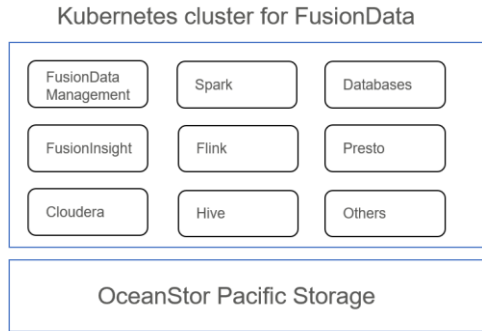 Kubernetes cluster for FusionData
FusionData
Management
Spark
Databases
FusionInsight
Flink
Presto
Cloudera
Hive
Others
OceanStor Pacific Storage